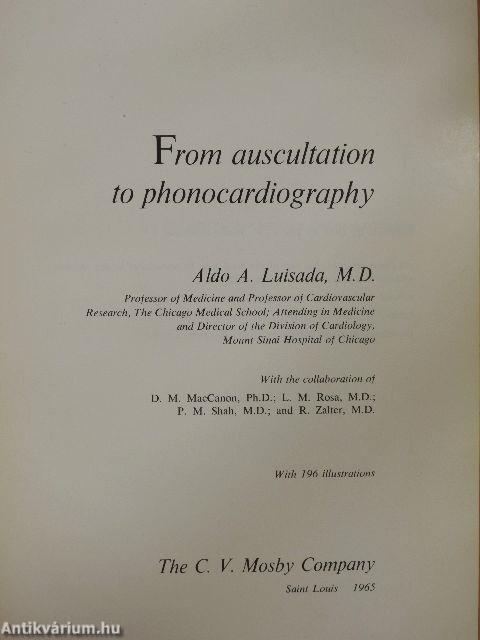 From auscultation
to phonocardiography
Aldo A. Luisada, M.D.
Professor of Medicine and Professor of Cardiovascular
Research, The Chicago Medical School; Attending in Medicine
and Director of the Division of Cardiology,
Mount Sinai Hospital of Chicago
With the collaboration of
D. M. MacCanon, Ph.D.; L. M. Rosa, M.D.;
P. M. Shah, M.D.; and R. Zalter, M.D.
With 196 illustrations
The C. V. Mosby Company
Saint Louis 1965
Antikvárium.hu